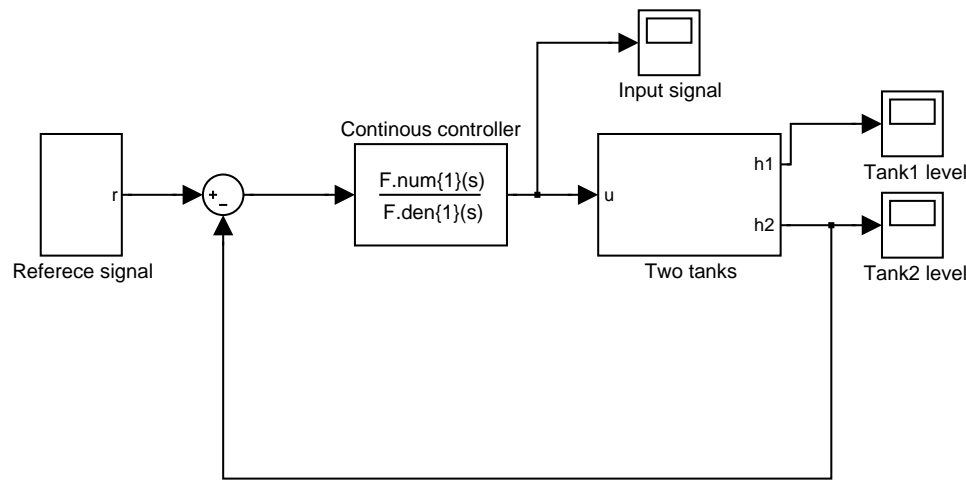 Input signal
Continous controller
F.num{1}(s)
F.den{1}(s)
r
+
−
u
h1
h2
Tank1 level
Referece signal
Two tanks
Tank2 level